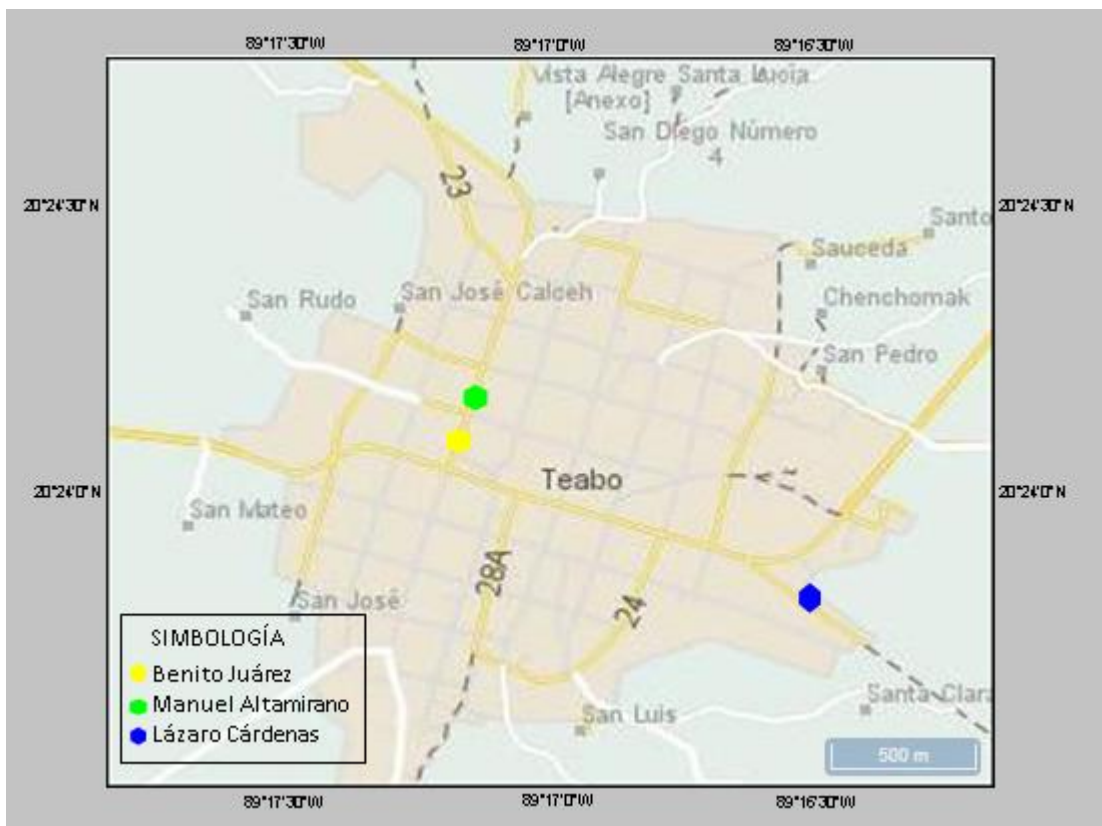 89°17'30"W
89°17'0"W
89°16'30"W
Vista Alegre Santa Lucia
[Anexo]
San Diego Número
4
23
20°24'30"N
20°24'30"N
Santo
Sauceda
San Rudo
San José Calceh
Chenchomak
San Pedro
Teabo
20°24'0"N
20°24'0"N
San Mateo
28A
24
San José
SIMBOLOGÍA
Benito Juárez
Manuel Altamirano
Lázaro Cárdenas
Santa Clara
San Luis
500 m
89°17'30"W
89°17'0"W
89°16'30"W